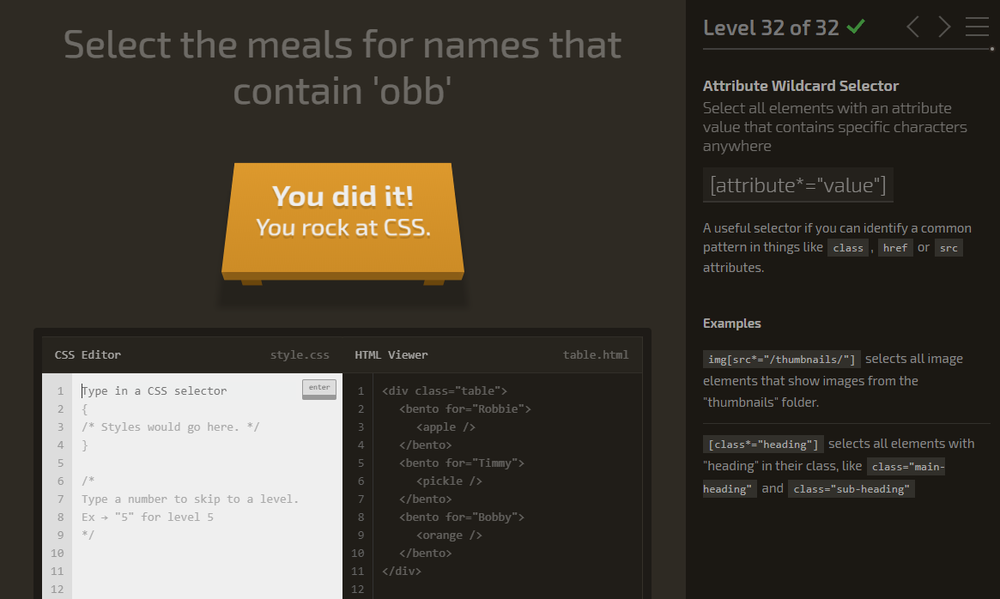 Select the meals for names that
contain 'obb'
You did it!
You rock at CSS.
CSS Editor style.css
1 Type in a CSS selector enter
2 {
3 /* Styles would go here. */
4 }
5
6 /*
7 Type a number to skip to a level.
8 Ex → "5" for level 5
9 */
10
11
12
HTML Viewer table.html
1 <div class="table">
2 <bento for="Robbie">
3 <apple />
4 </bento>
5 <bento for="Timmy">
6 <pickle />
7 </bento>
8 <bento for="Bobby">
9 <orange />
10 </bento>
11 </div>
12
Level 32 of 32
Attribute Wildcard Selector
Select all elements with an attribute
value that contains specific characters
anywhere
[attribute*="value"]
A useful selector if you can identify a common
pattern in things like class , href or src
attributes.
Examples
img[src*="/thumbnails/"] selects all image
elements that show images from the
"thumbnails" folder.
[class*="heading"] selects all elements with
"heading" in their class, like class="main-
heading" and class="sub-heading"